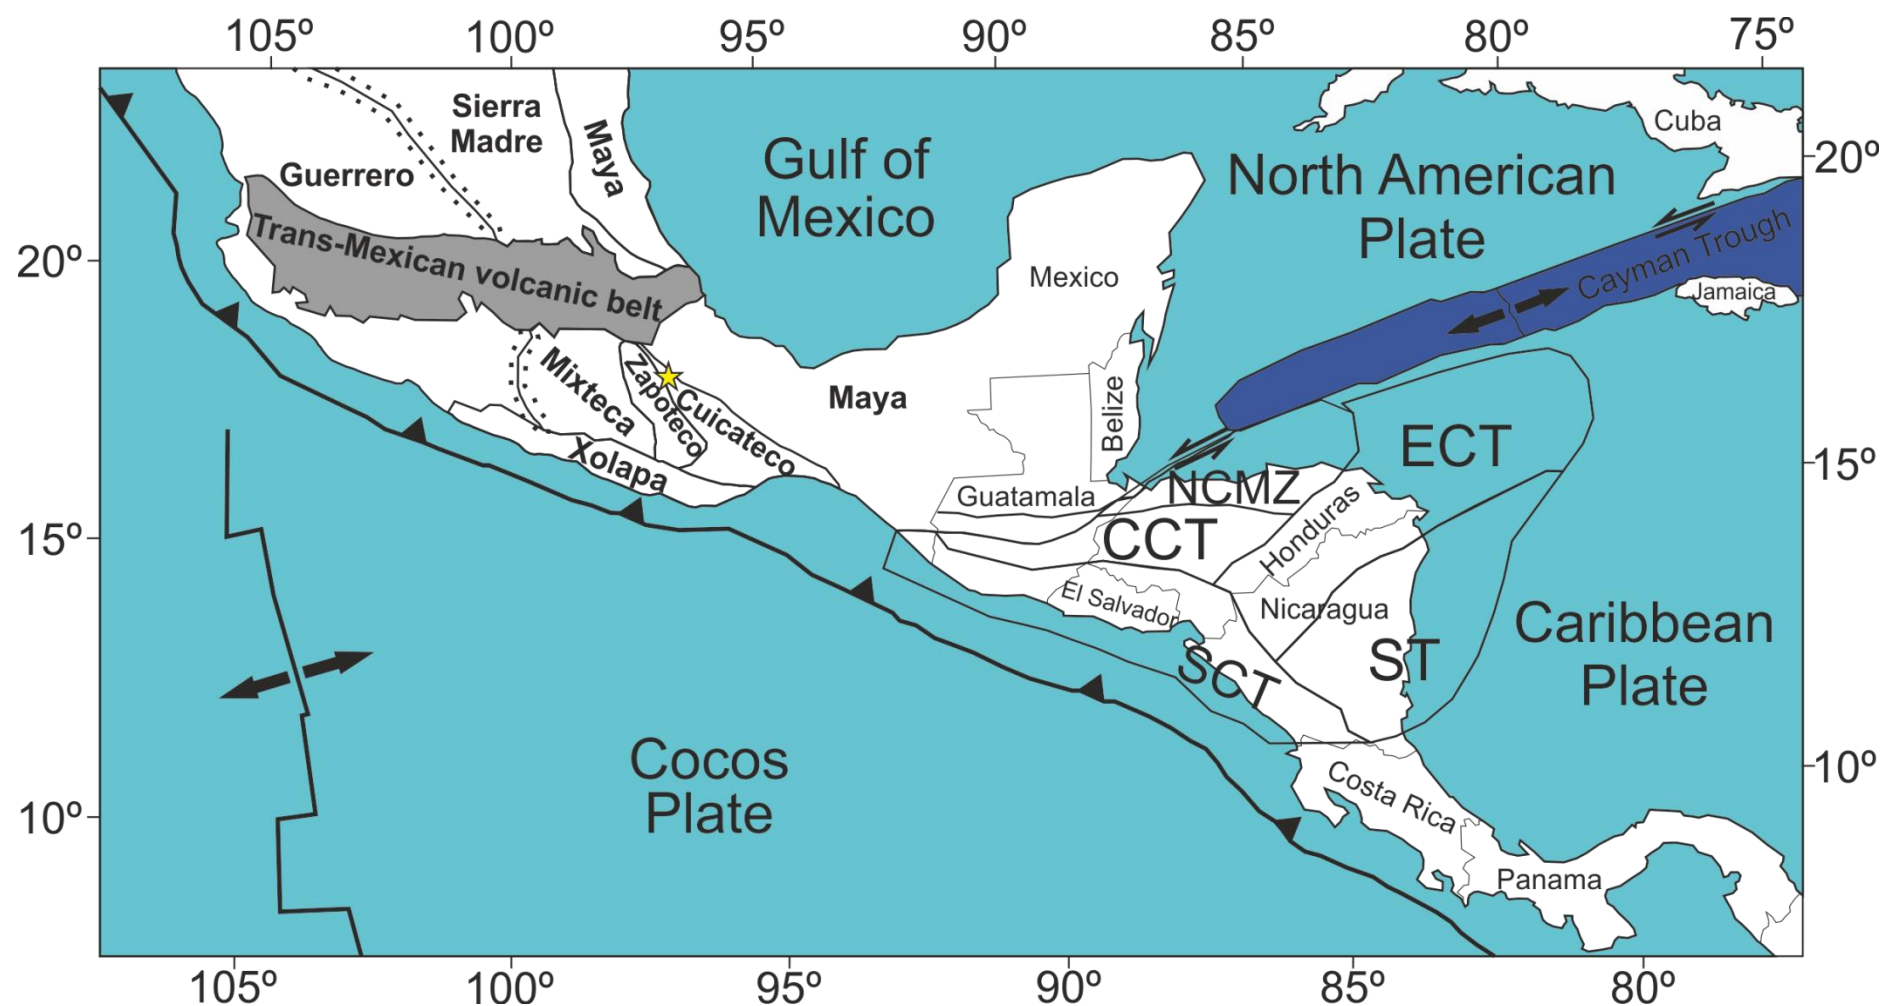 105º 100º 95º 90º 85º 80º 75º
Sierra
Madre
Maya
Guerrero
Gulf of
Mexico
North American
Plate
Cuba
20º
20º
Trans-Mexican volcanic belt
Mexico
Cayman Trough
Jamaica
Mixteca
Zapoteco
Cuicateco
Xolapa
Maya
Belize
ECT
15º
Guatamala
NCMZ
CCT
Honduras
15º
El Salvador
Nicaragua
SCT
ST
Caribbean
Plate
Cocos
Plate
10º
10º
Costa Rica
Panama
105º 100º 95º 90º 85º 80º